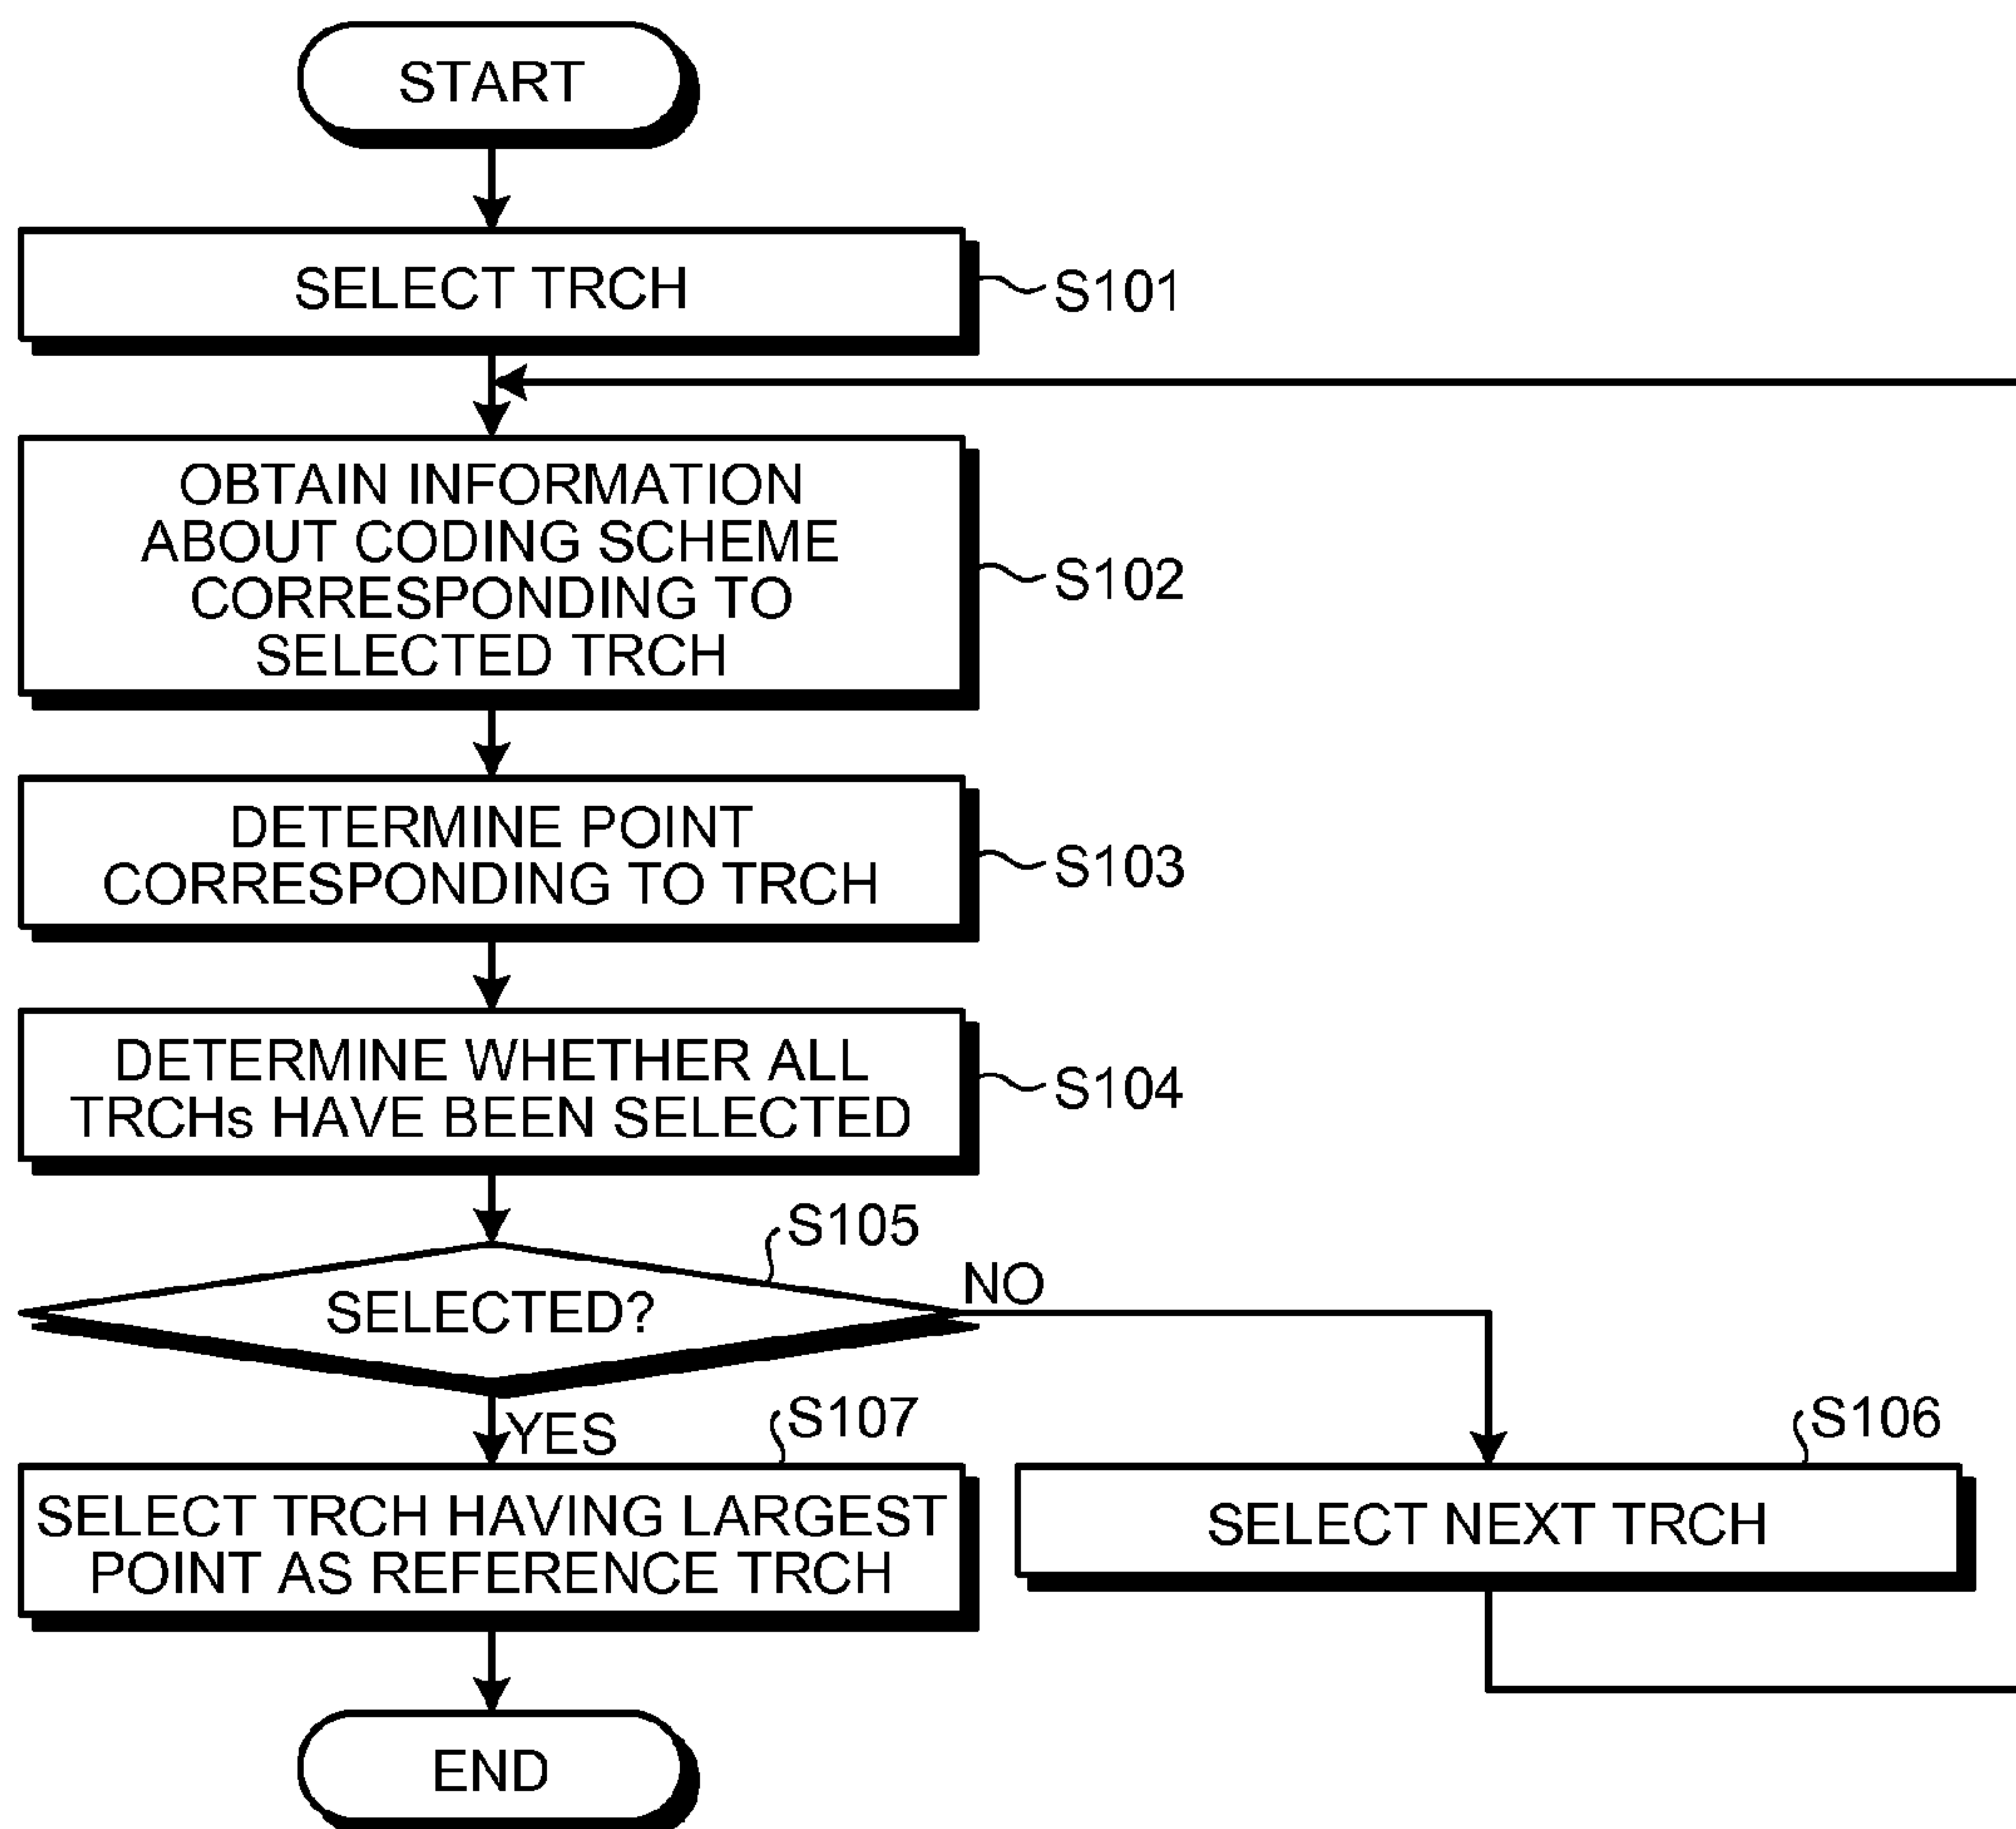 START
SELECT TRCH
S101
OBTAIN INFORMATION
ABOUT CODING SCHEME
CORRESPONDING TO
SELECTED TRCH
S102
DETERMINE POINT
CORRESPONDING TO TRCH
S103
DETERMINE WHETHER ALL
TRCHs HAVE BEEN SELECTED
S104
S105
SELECTED?
NO
YES
S107
SELECT TRCH HAVING LARGEST
POINT AS REFERENCE TRCH
S106
SELECT NEXT TRCH
END